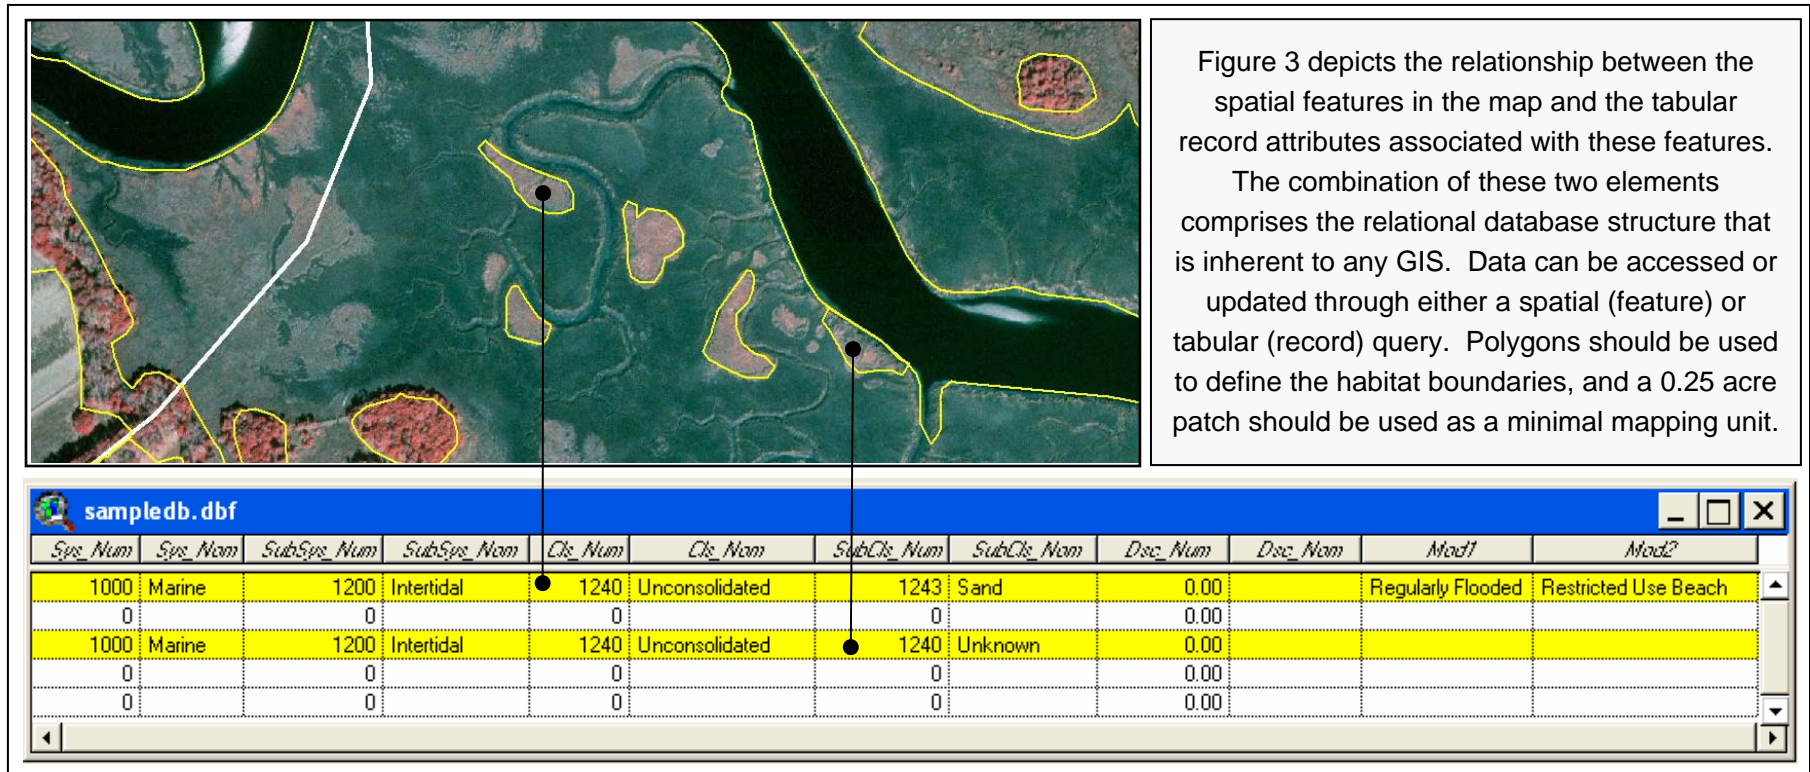 Figure 3 depicts the relationship between the
spatial features in the map and the tabular
record attributes associated with these features.
The combination of these two elements
comprises the relational database structure that
is inherent to any GIS. Data can be accessed or
updated through either a spatial (feature) or
tabular (record) query. Polygons should be used
to define the habitat boundaries, and a 0.25 acre
patch should be used as a minimal mapping unit.
sampledb.dbf
Sys_Num Sys_Nam SubSys_Num SubSys_Nam Cls_Num Cls_Nam SubCls_Num SubCls_Nam Dsc_Num Dsc_Nam Mod1 Mod2
1000 Marine 1200 Intertidal 1240 Unconsolidated 1243 Sand 0.00 Regularly Flooded Restricted Use Beach
0 0 0 0 0.00
1000 Marine 1200 Intertidal 1240 Unconsolidated 1240 Unknown 0.00
0 0 0 0 0.00
0 0 0 0 0.00